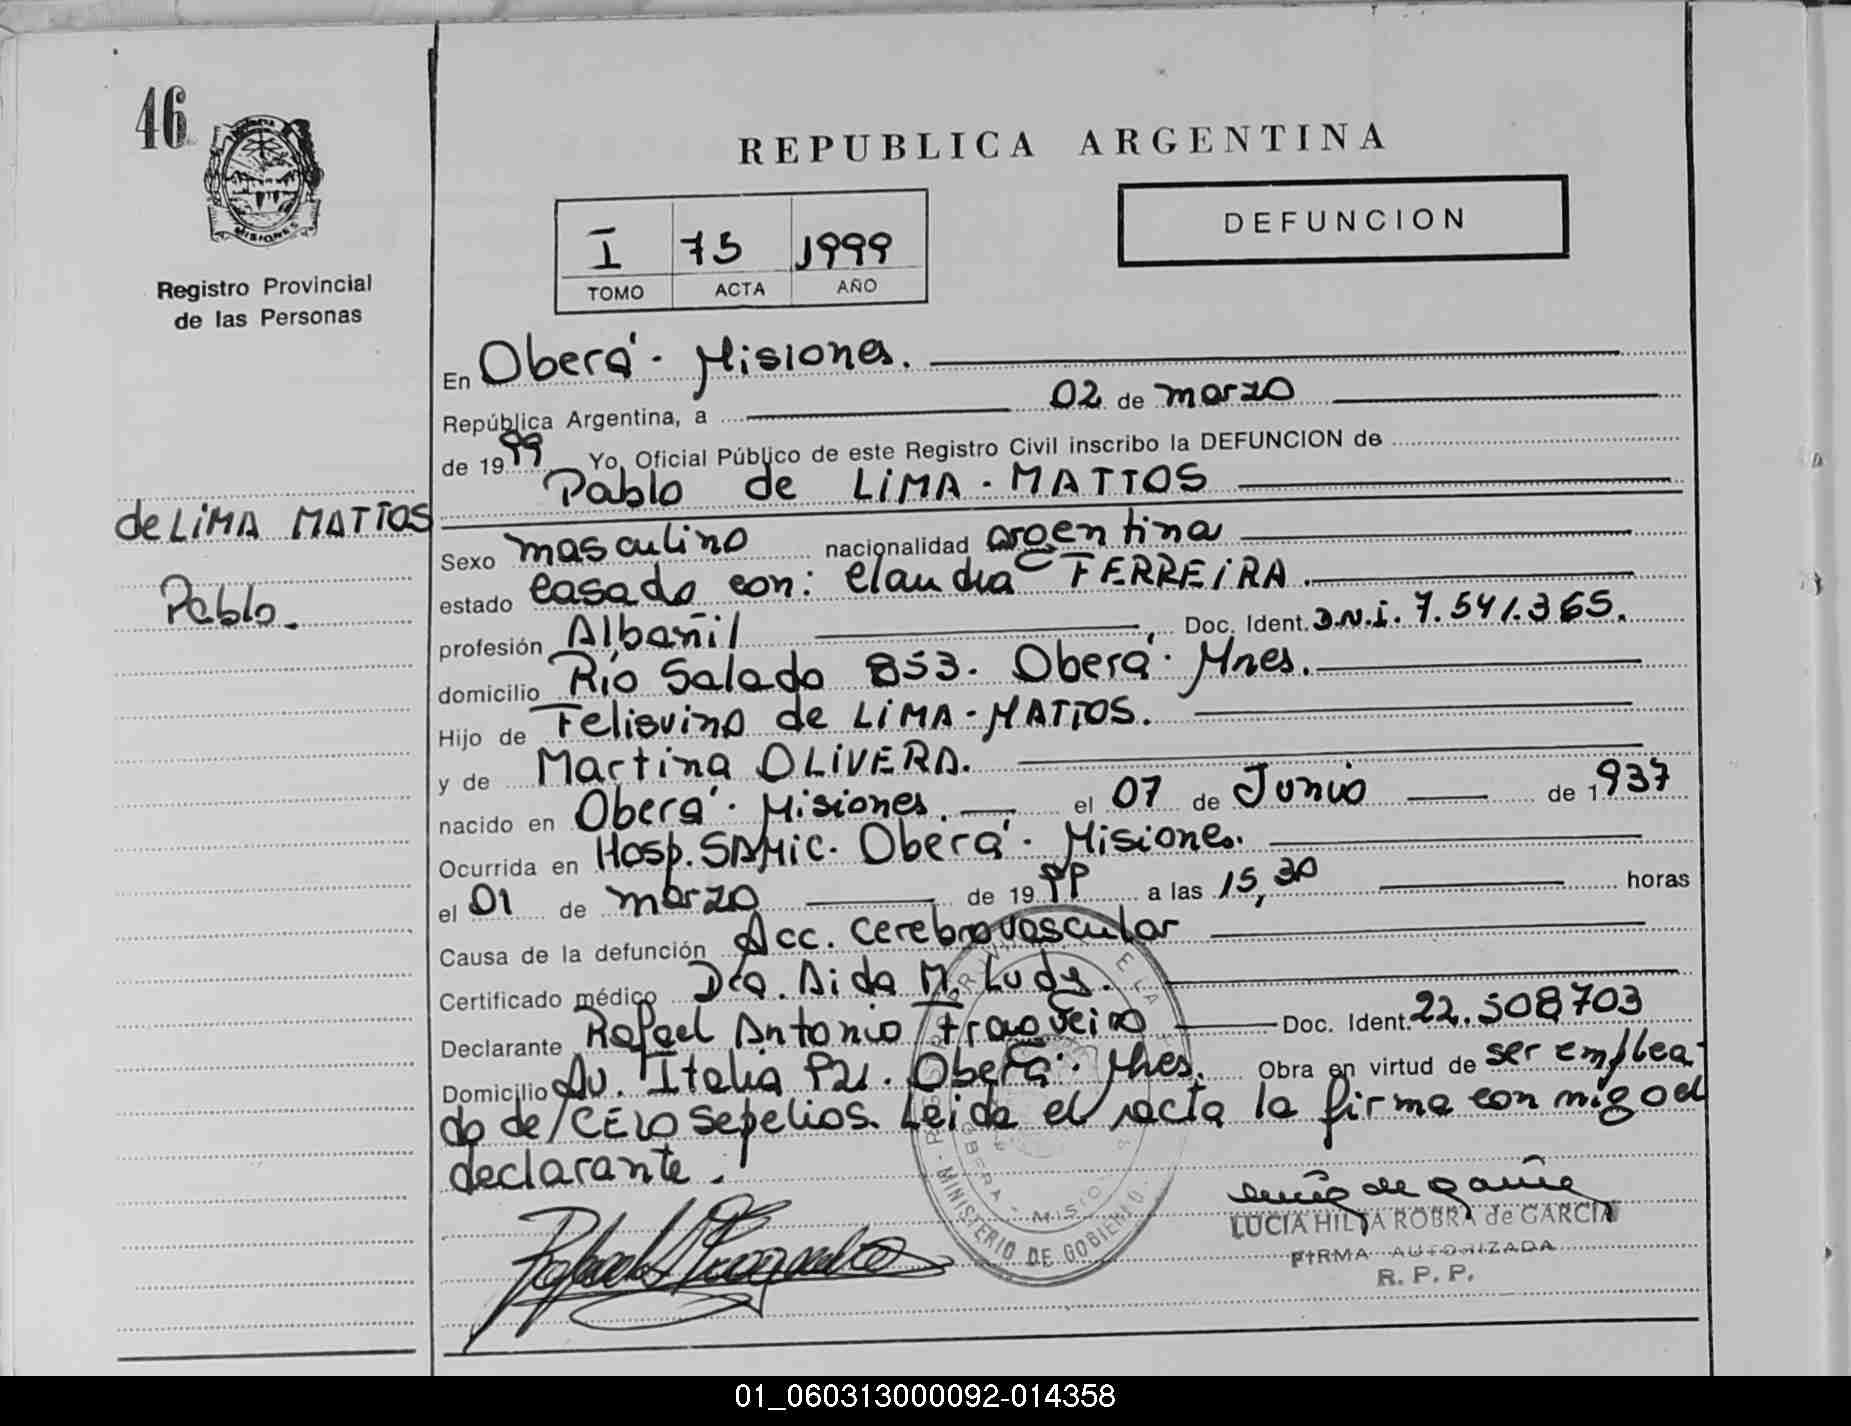 46
MISIONES
Registro Provincial
de las Personas
de LiMA MATTOS
Pablo.
REPUBLICA ARGENTINA
I 75 1999
TOMO ACTA AÑO
DEFUNCION
En Oberá - Misiones.
República Argentina, a 02 de marzo
de 1999 Yo, Oficial Público de este Registro Civil inscribo la DEFUNCION de
Pablo de LiMA - MATTOS
Sexo masculino nacionalidad argentina
estado casado con: Claudia FERREiRA
profesión Albañil Doc. Ident. D.N.i. 7.541.365.
domicilio Río Salado 853. Oberá - Mnes.
Hijo de Felisvino de LiMA - MATTOS.
y de Martina OLiVERA.
nacido en Oberá - Misiones. el 07 de Junio de 1937
Ocurrida en Hosp. SAMiC. Oberá - Misiones.
el 01 de marzo de 1999 a las 15,30 horas
Causa de la defunción Acc. cerebrovascular
Certificado médico Dra. Aida M. Ludy.
Declarante Rafael Antonio Doc. Ident. 22.508703
Domicilio Av. Italia Oberá - Mnes. Obra en virtud de ser emplea-
do de CELO sepelios. Leida el acta la firma conmigo el
declarante.
MINISTERIO DE GOBIERNO
LUCIA HILDA ROBRA de GARCIA
FIRMA AUTORIZADA
R. P. P.
01_060313000092-014358